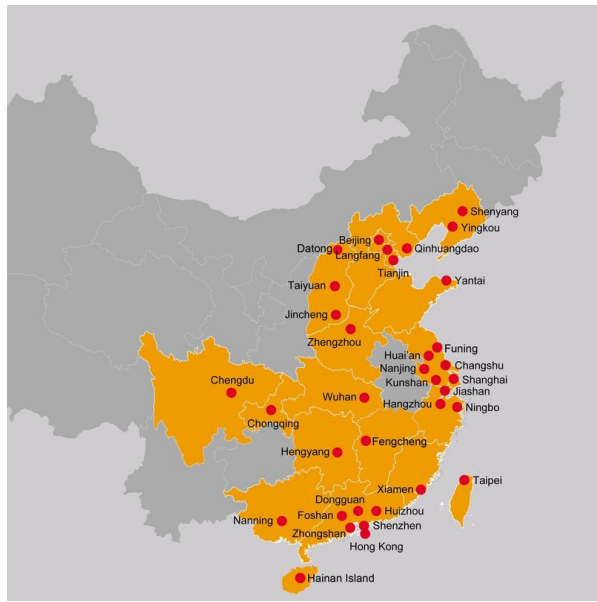 Shenyang
Yingkou
Beijing
Datong
Langfang
Qinhuangdao
Tianjin
Taiyuan
Yantai
Jincheng
Zhengzhou
Funing
Huai'an
Changshu
Nanjing
Kunshan
Shanghai
Chengdu
Jiashan
Wuhan
Hangzhou
Ningbo
Chongqing
Fengcheng
Hengyang
Taipei
Xiamen
Dongguan
Foshan
Huizhou
Nanning
Shenzhen
Zhongshan
Hong Kong
Hainan Island